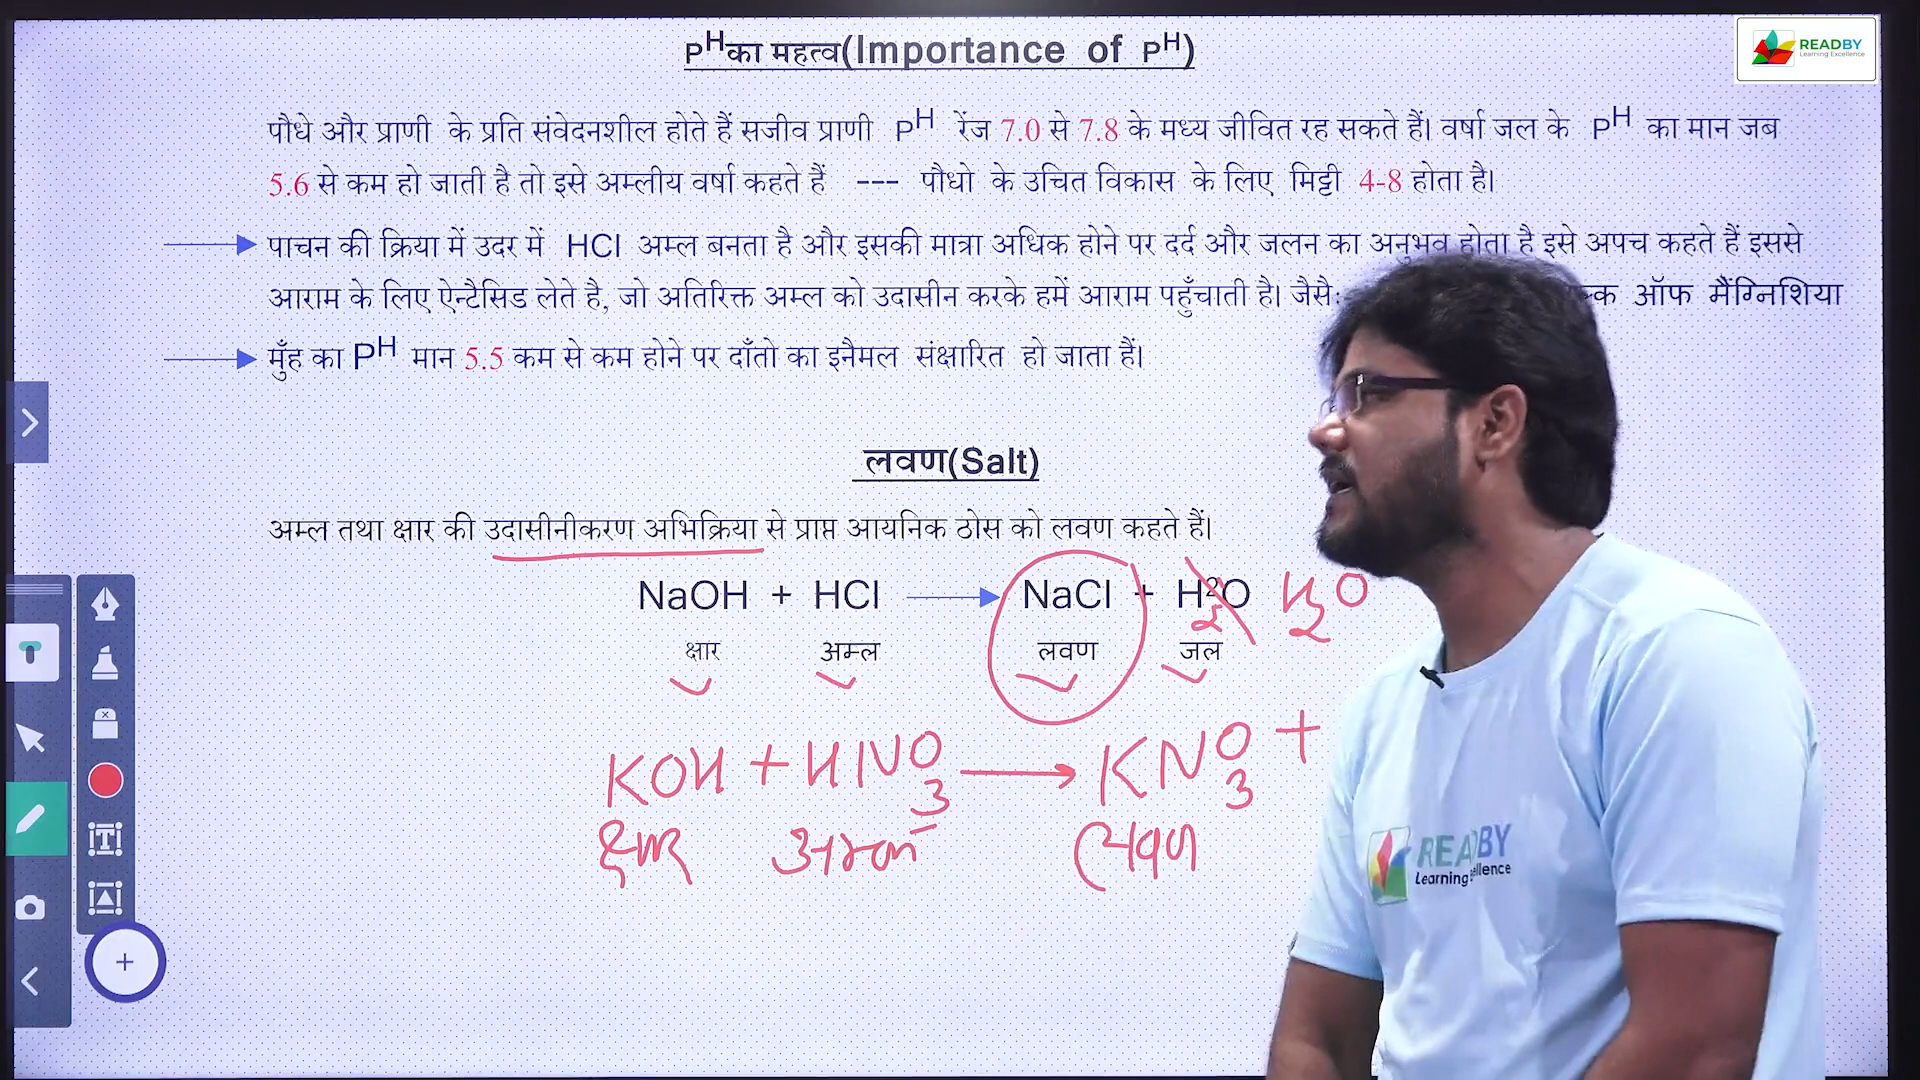 Pᴴका महत्व(Importance of Pᴴ)
READBY
Learning Excellence
पौधे और प्राणी के प्रति संवेदनशील होते हैं सजीव प्राणी Pᴴ रेंज 7.0 से 7.8 के मध्य जीवित रह सकते हैं। वर्षा जल के Pᴴ का मान जब
5.6 से कम हो जाती है तो इसे अम्लीय वर्षा कहते हैं --- पौधो के उचित विकास के लिए मिट्टी 4-8 होता है।
पाचन की क्रिया में उदर में HCl अम्ल बनता है और इसकी मात्रा अधिक होने पर दर्द और जलन का अनुभव होता है इसे अपच कहते हैं इससे
आराम के लिए ऐन्टैसिड लेते है, जो अतिरिक्त अम्ल को उदासीन करके हमें आराम पहुँचाती है। जैसेः ऑफ मैंग्निशिया
मुँह का Pᴴ मान 5.5 कम से कम होने पर दाँतो का इनैमल संक्षारित हो जाता हैं।
लवण(Salt)
अम्ल तथा क्षार की उदासीनीकरण अभिक्रिया से प्राप्त आयनिक ठोस को लवण कहते हैं।
NaOH + HCl → NaCl + H²O H₂O
क्षार अम्ल लवण जल
KOH + HNO₃ → KNO₃ +
क्षार अम्ल लवण
READBY
Learning Excellence